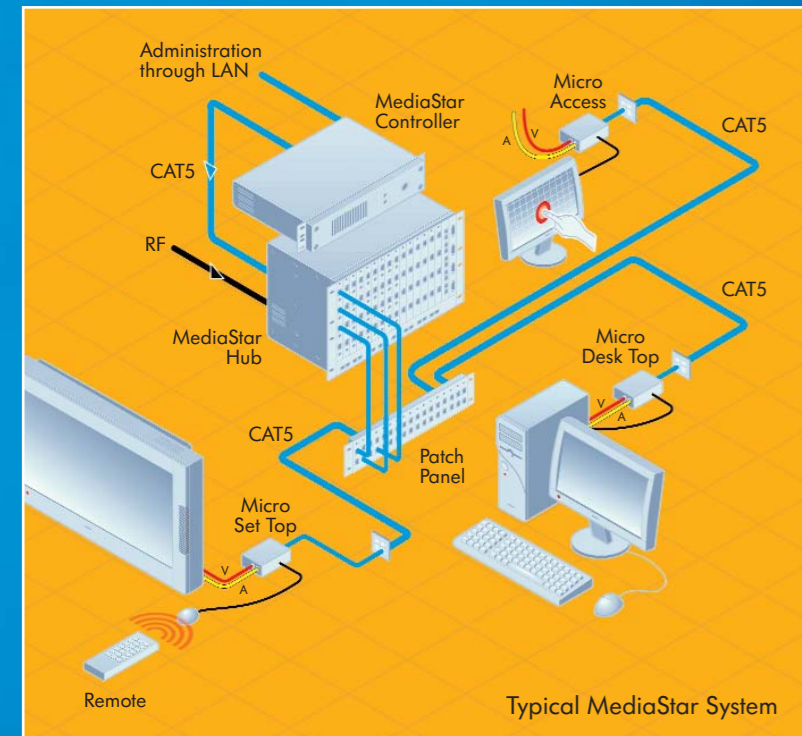 Administration
through LAN
MediaStar
Controller
Micro
Access
A
V
CAT5
CAT5
RF
MediaStar
Hub
CAT5
Micro
Desk Top
V
A
CAT5
Patch
Panel
Micro
Set Top
V
A
Remote
Typical MediaStar System